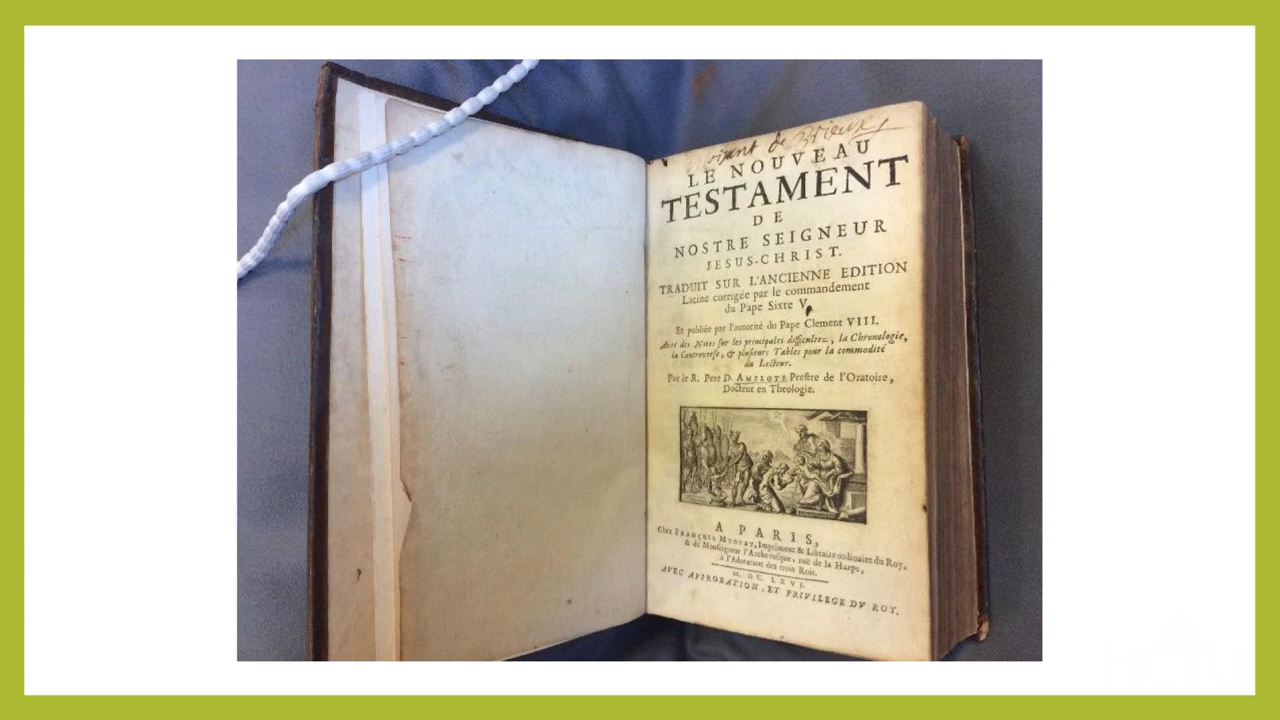 de Brieux
LE NOUVEAU
TESTAMENT
DE
NOSTRE SEIGNEUR
JESUS-CHRIST.
TRADUIT SUR L'ANCIENNE EDITION
Latine corrigée par le commandement
du Pape Sixte V.
Et publiée par l'autorité du Pape Clement VIII.
Avec des Notes sur les principales difficultez, la Chronologie,
la Controverse, & plusieurs Tables pour la commodité
du Lecteur.
Par le R. Pere D. AMELOTE Prestre de l'Oratoire,
Docteur en Theologie.
A PARIS,
Chez FRANÇOIS MVGVET, Imprimeur & Libraire ordinaire du Roy,
& de Monseigneur l'Archevesque, ruë de la Harpe,
à l'Adoration des trois Rois.
M. DC. LXVI.
AVEC APPROBATION, ET PRIVILEGE DV ROY.